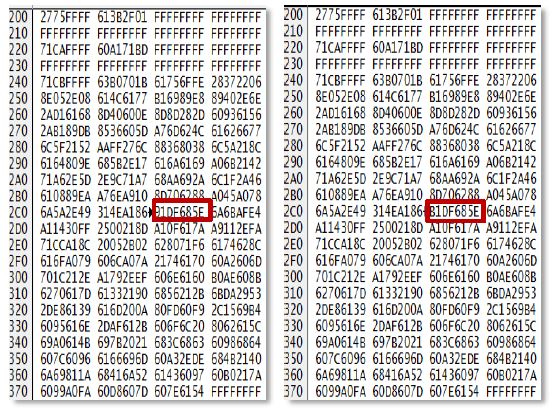 200 2775FFFF 613B2F01 FFFFFFFF FFFFFFFF
210 FFFFFFFF FFFFFFFF FFFFFFFF FFFFFFFF
220 71CAFFFF 60A171BD FFFFFFFF FFFFFFFF
230 FFFFFFFF FFFFFFFF FFFFFFFF FFFFFFFF
240 71CBFFFF 63B0701B 61756FFE 28372206
250 8E052E08 614C6177 B16989E8 89402E6E
260 2AD16168 8D40600E 8D8D282D 60936156
270 2AB189DB 8536605D A76D624C 61626677
280 6C5F2152 AAFF276C 88368038 6C5A218C
290 6164809E 685B2E17 616A6169 A06B2142
2A0 71A62E5D 2E9C71A7 68AA692A 6C1F2A46
2B0 610889EA A76EA910 8D706288 A045A078
2C0 6A5A2E49 314EA186 91DF685E 6A6BAFE4
2D0 A11430FF 2500218D A10F617A A9112EFA
2E0 71CCA18C 20052B02 628071F6 6174628C
2F0 616FA079 606CA07A 21746170 60A2606D
300 701C212E A1792EEF 606E6160 B0AE608B
310 6270617D 61332190 6856212B 6BDA2953
320 2DE86139 616D200A 80FD60F9 2C1569B4
330 6095616E 2DAF612B 606F6C20 8062615C
340 69A0614B 697B2021 683C6863 60986864
350 607C6096 6166696D 60A32EDE 684B2140
360 6A69811A 68416A52 61436097 60B0217A
370 6099A0FA 60D8607D 607E6154 FFFFFFFF
200 2775FFFF 613B2F01 FFFFFFFF FFFFFFFF
210 FFFFFFFF FFFFFFFF FFFFFFFF FFFFFFFF
220 71CAFFFF 60A171BD FFFFFFFF FFFFFFFF
230 FFFFFFFF FFFFFFFF FFFFFFFF FFFFFFFF
240 71CBFFFF 63B0701B 61756FFE 28372206
250 8E052E08 614C6177 B16989E8 89402E6E
260 2AD16168 8D40600E 8D8D282D 60936156
270 2AB189DB 8536605D A76D624C 61626677
280 6C5F2152 AAFF276C 88368038 6C5A218C
290 6164809E 685B2E17 616A6169 A06B2142
2A0 71A62E5D 2E9C71A7 68AA692A 6C1F2A46
2B0 610889EA A76EA910 8D706288 A045A078
2C0 6A5A2E49 314EA186 B1DF685E 6A6BAFE4
2D0 A11430FF 2500218D A10F617A A9112EFA
2E0 71CCA18C 20052B02 628071F6 6174628C
2F0 616FA079 606CA07A 21746170 60A2606D
300 701C212E A1792EEF 606E6160 B0AE608B
310 6270617D 61332190 6856212B 6BDA2953
320 2DE86139 616D200A 80FD60F9 2C1569B4
330 6095616E 2DAF612B 606F6C20 8062615C
340 69A0614B 697B2021 683C6863 60986864
350 607C6096 6166696D 60A32EDE 684B2140
360 6A69811A 68416A52 61436097 60B0217A
370 6099A0FA 60D8607D 607E6154 FFFFFFFF